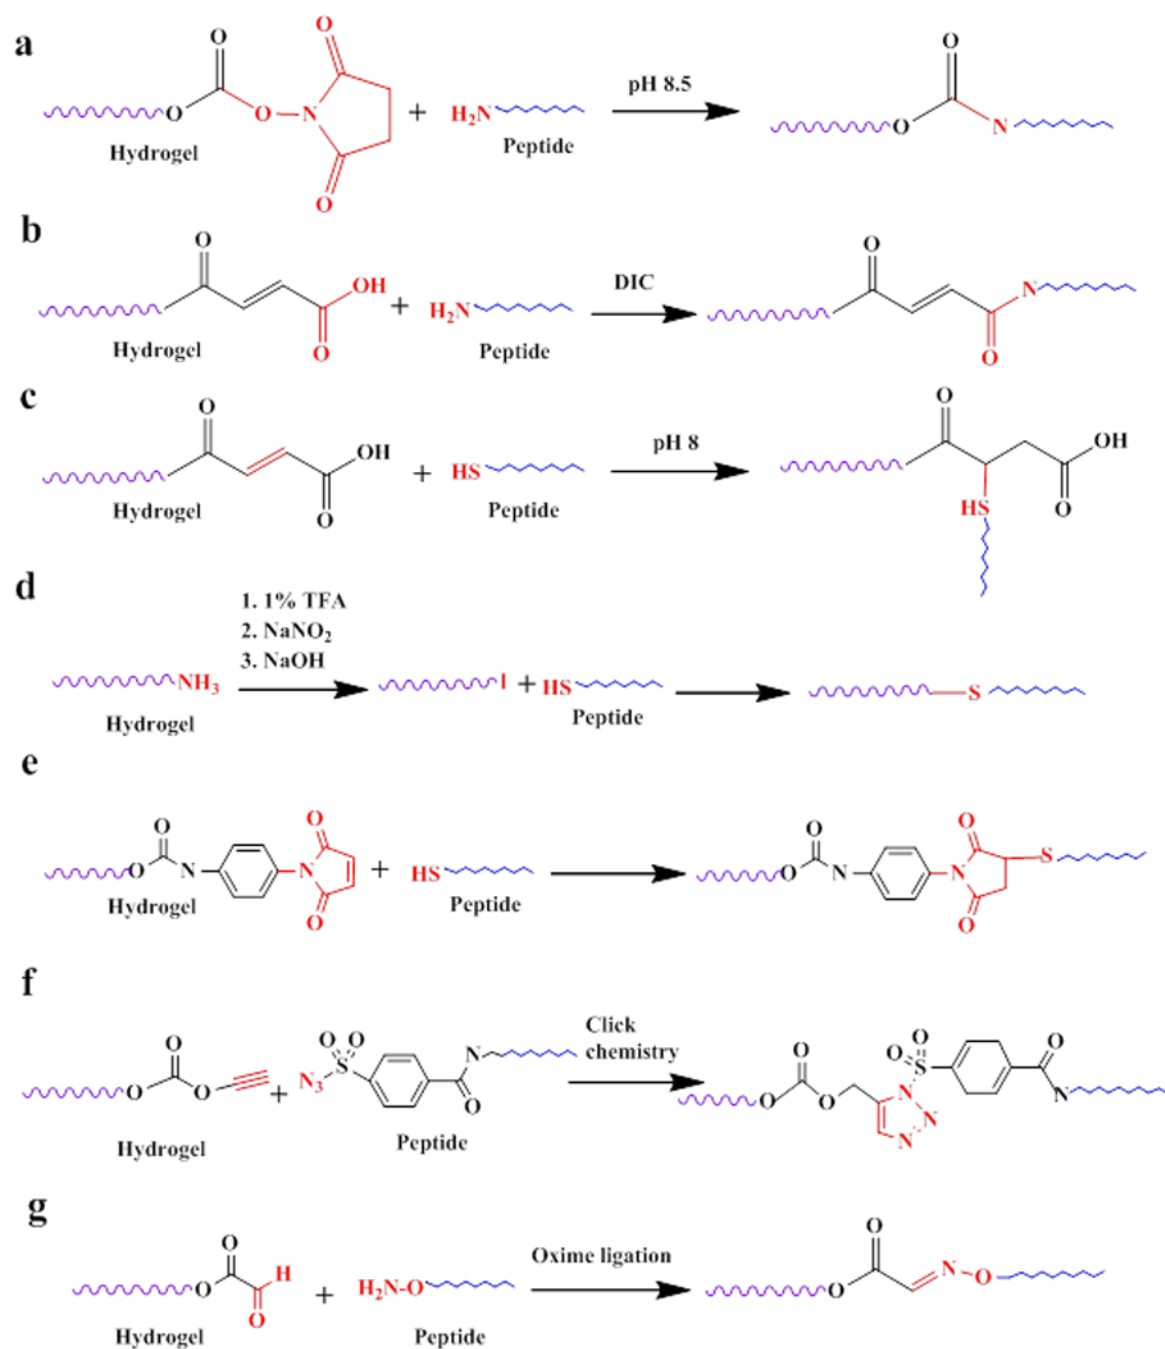 a
O
O
O
O
N
O
Hydrogel
+
H₂N
Peptide
pH 8.5
O
O
N
b
O
OH
O
Hydrogel
+
H₂N
Peptide
DIC
O
N
O
c
O
OH
O
Hydrogel
+
HS
Peptide
pH 8
O
OH
O
HS
d
1. 1% TFA
2. NaNO₂
3. NaOH
NH₃
Hydrogel
I
+
HS
Peptide
S
e
O
O
N
N
O
O
Hydrogel
+
HS
Peptide
O
O
N
N
O
O
S
f
O
O
O
Hydrogel
+
N₃
O
O
S
N
O
Peptide
Click
chemistry
O
O
O
O
O
S
N
N
N
O
N
g
O
O
H
O
Hydrogel
+
H₂N-O
Peptide
Oxime ligation
O
O
N
O